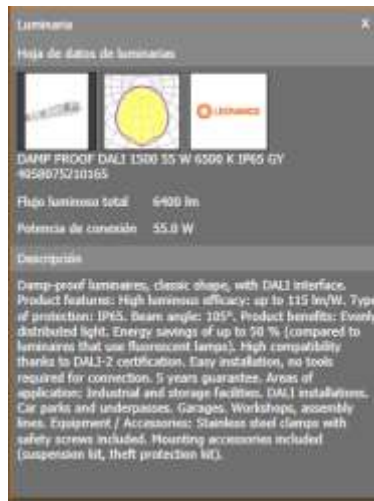 Luminaria X
Hoja de datos de luminarias
LEDVANCE
DAMP PROOF DALI 1500 55 W 6500 K IP65 GY
4058075210165
Flujo luminoso total 6400 lm
Potencia de conexión 55.0 W
Descripción
Damp-proof luminaires, classic shape, with DALI interface.
Product features: High luminous efficacy: up to 115 lm/W. Type
of protection: IP65. Beam angle: 105°. Product benefits: Evenly
distributed light. Energy savings of up to 50 % (compared to
luminaires that use fluorescent lamps). High compatibility
thanks to DALI-2 certification. Easy installation, no tools
required for connection. 5 years guarantee. Areas of
application: Industrial and storage facilities. DALI installations.
Car parks and underpasses. Garages. Workshops, assembly
lines. Equipment / Accessories: Stainless steel clamps with
safety screws included. Mounting accessories included
(suspension kit, theft protection kit).